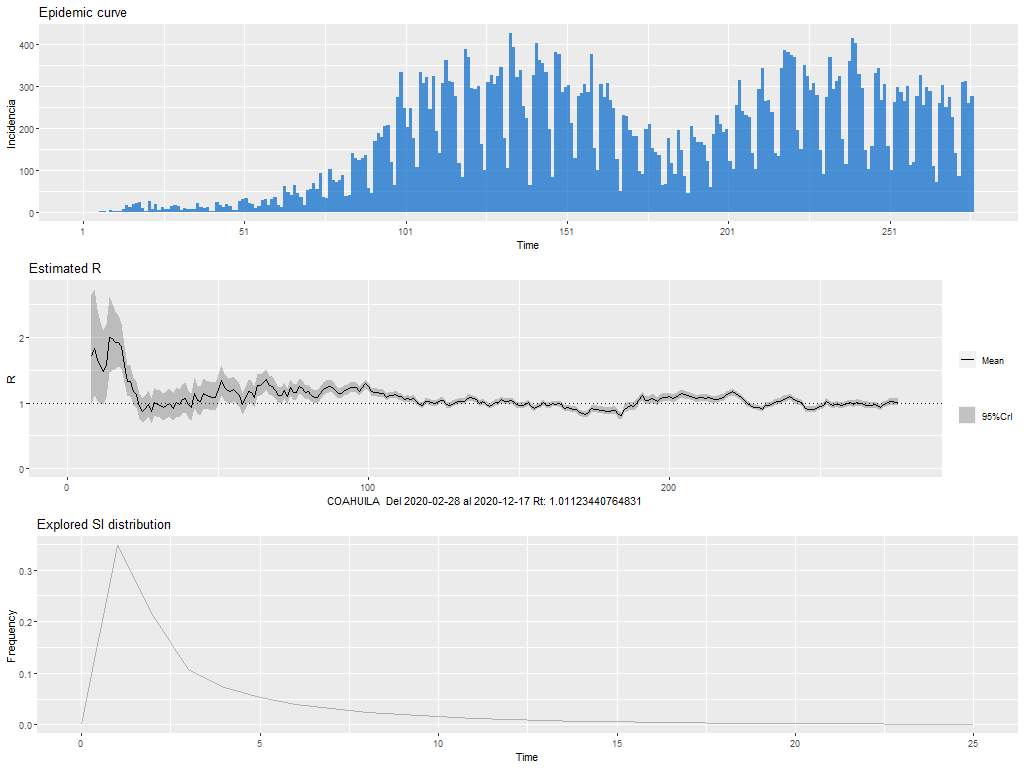 Epidemic curve
400
300
200
100
0
Incidencia
1
51
101
151
201
251
Time
Estimated R
2
1
0
R
0
100
200
COAHUILA Del 2020-02-28 al 2020-12-17 Rt: 1.01123440764831
Mean
95%CrI
Explored SI distribution
0.3
0.2
0.1
0.0
Frequency
0
5
10
15
20
25
Time